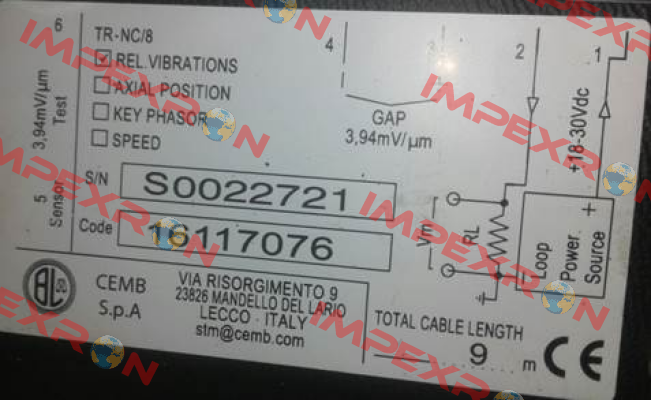 6
3,94mV/µm
Test
5
Sensor
TR-NC/8
REL.VIBRATIONS
AXIAL POSITION
KEY PHASOR
SPEED
4
3
2
1
GAP
3,94mV/µm
+18-30Vdc
S/N S0022721
Code 16117076
Vm
RL
Loop
Power
Source
+
CEMB
S.p.A
VIA RISORGIMENTO 9
23826 MANDELLO DEL LARIO
LECCO - ITALY
stm@cemb.com
TOTAL CABLE LENGTH
9 m
CE
IMPEXRON
IMPEXRON
IMPEXRON
IMPEXRON
IMPEXRON
IMPEXRON